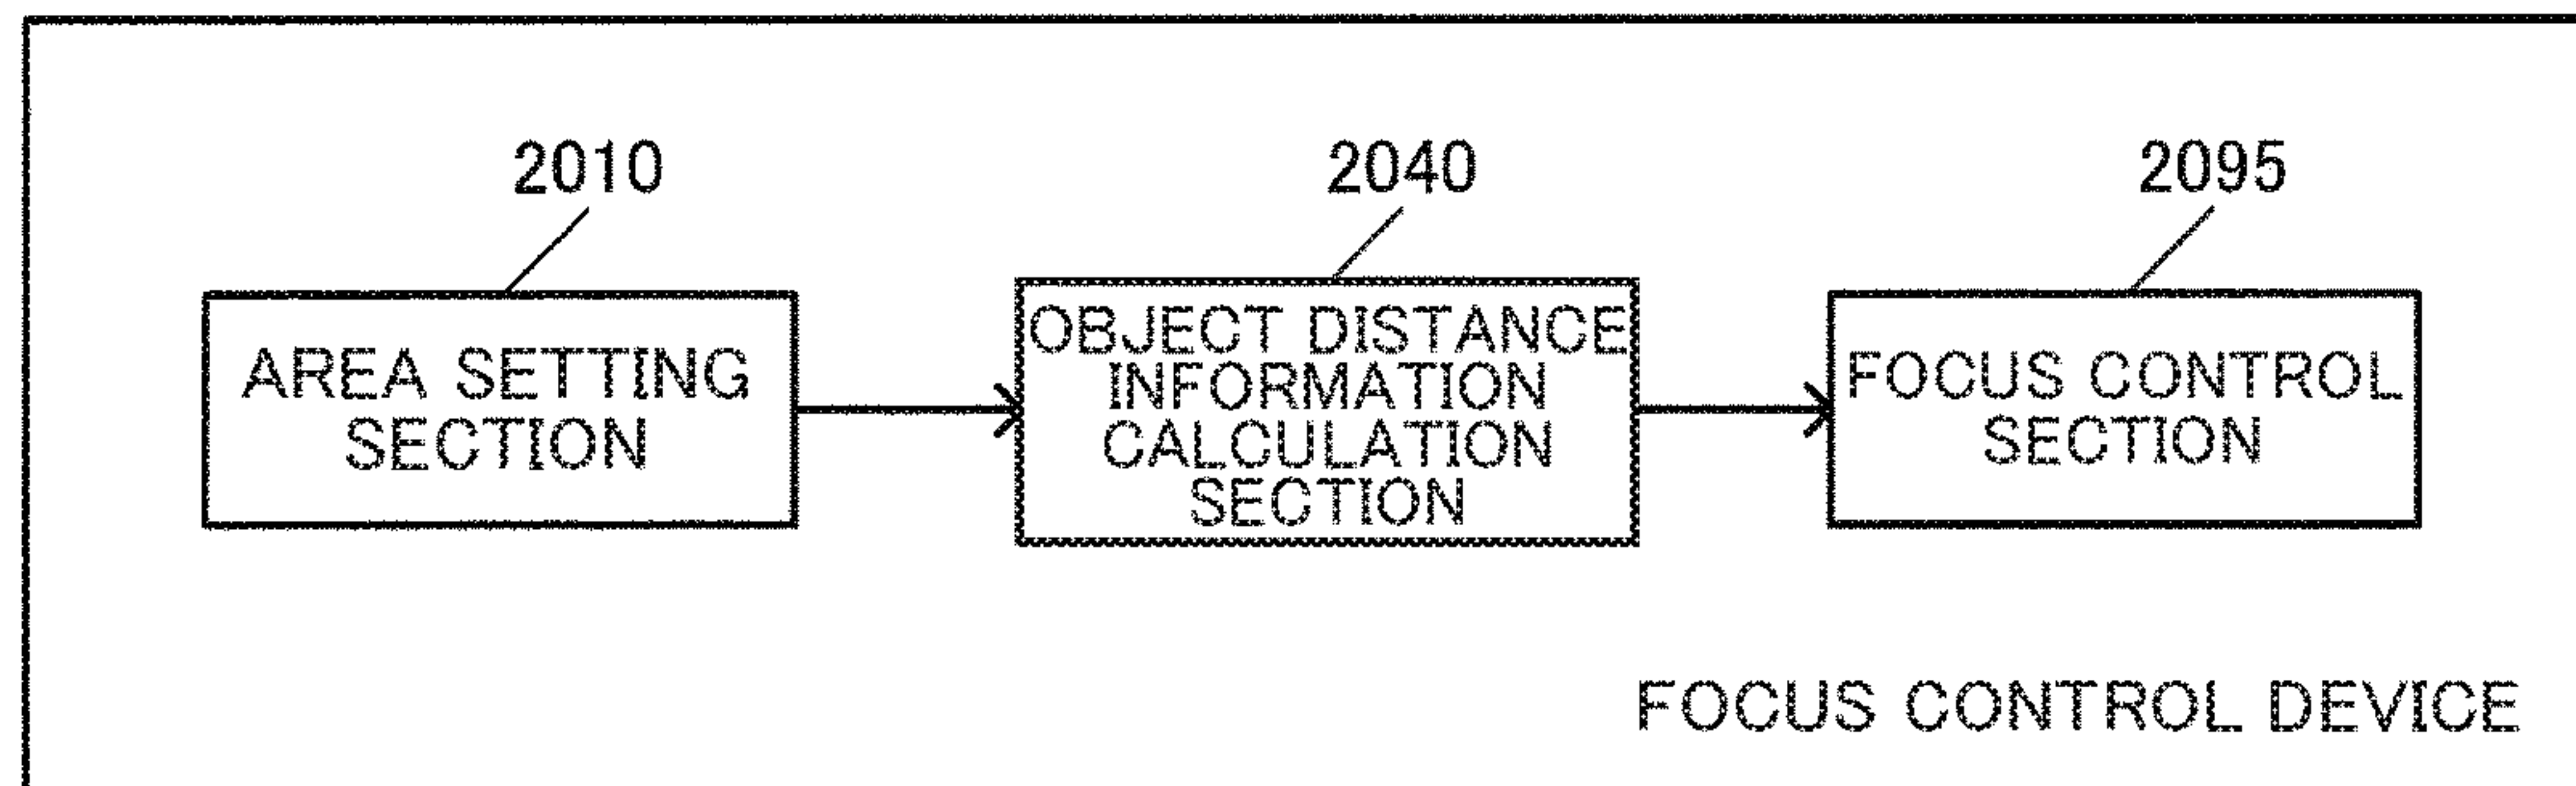 2010
2040
2095
AREA SETTING
SECTION
OBJECT DISTANCE
INFORMATION
CALCULATION
SECTION
FOCUS CONTROL
SECTION
FOCUS CONTROL DEVICE